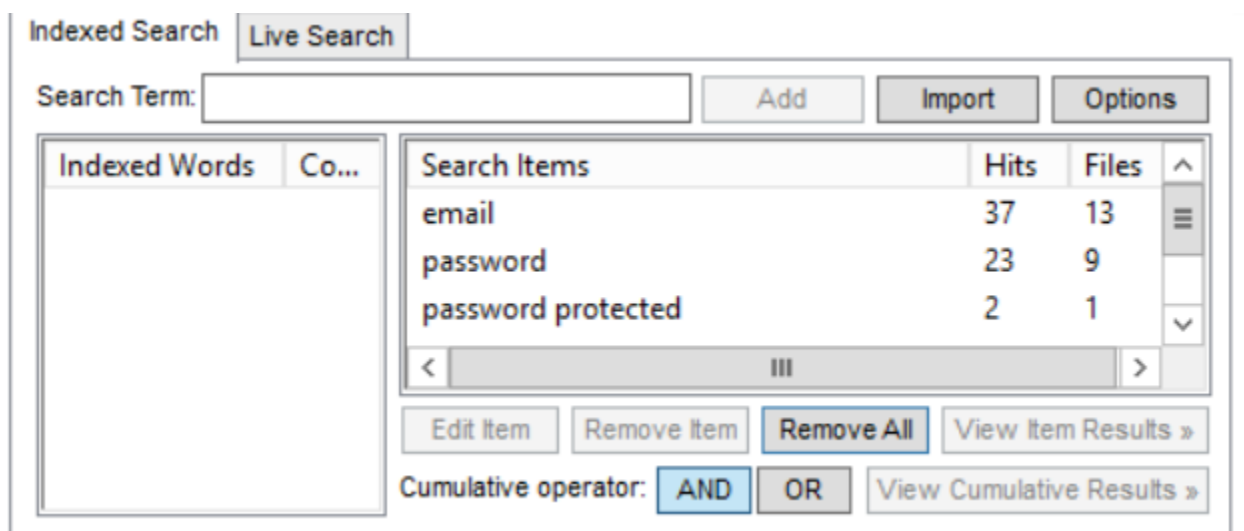 Indexed Search Live Search
Search Term: Add Import Options
Indexed Words Co... Search Items Hits Files
email 37 13
password 23 9
password protected 2 1
Edit Item Remove Item Remove All View Item Results »
Cumulative operator: AND OR View Cumulative Results »